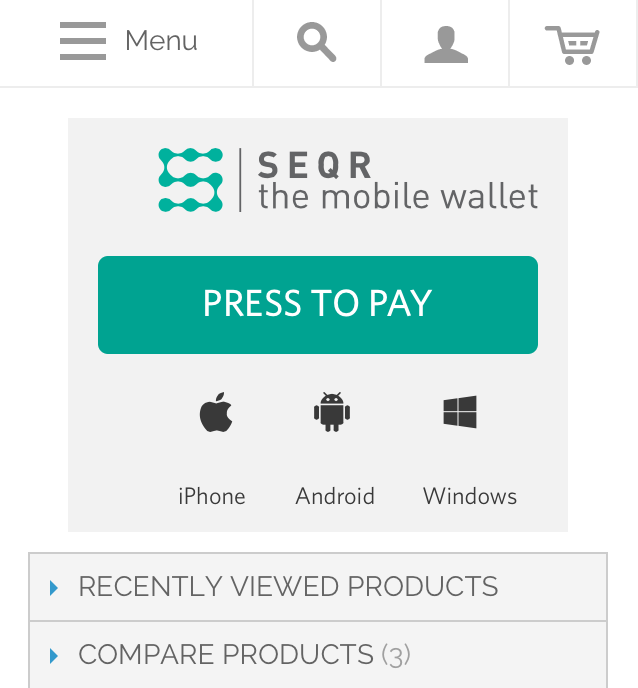 Menu
SEQR
the mobile wallet
PRESS TO PAY
iPhone Android Windows
RECENTLY VIEWED PRODUCTS
COMPARE PRODUCTS (3)